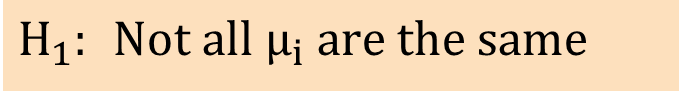 H₁: Not all μᵢ are the same